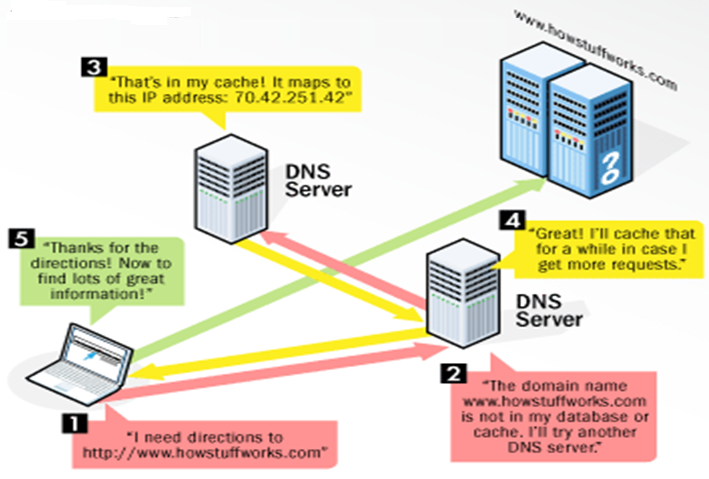 www.howstuffworks.com
3
"That's in my cache! It maps to
this IP address: 70.42.251.42"
DNS
Server
4
"Great! I'll cache that
for a while in case I
get more requests."
5
"Thanks for the
directions! Now to
find lots of great
information!"
DNS
Server
2
"The domain name
www.howstuffworks.com
is not in my database or
cache. I'll try another
DNS server."
1
"I need directions to
http://www.howstuffworks.com"
?